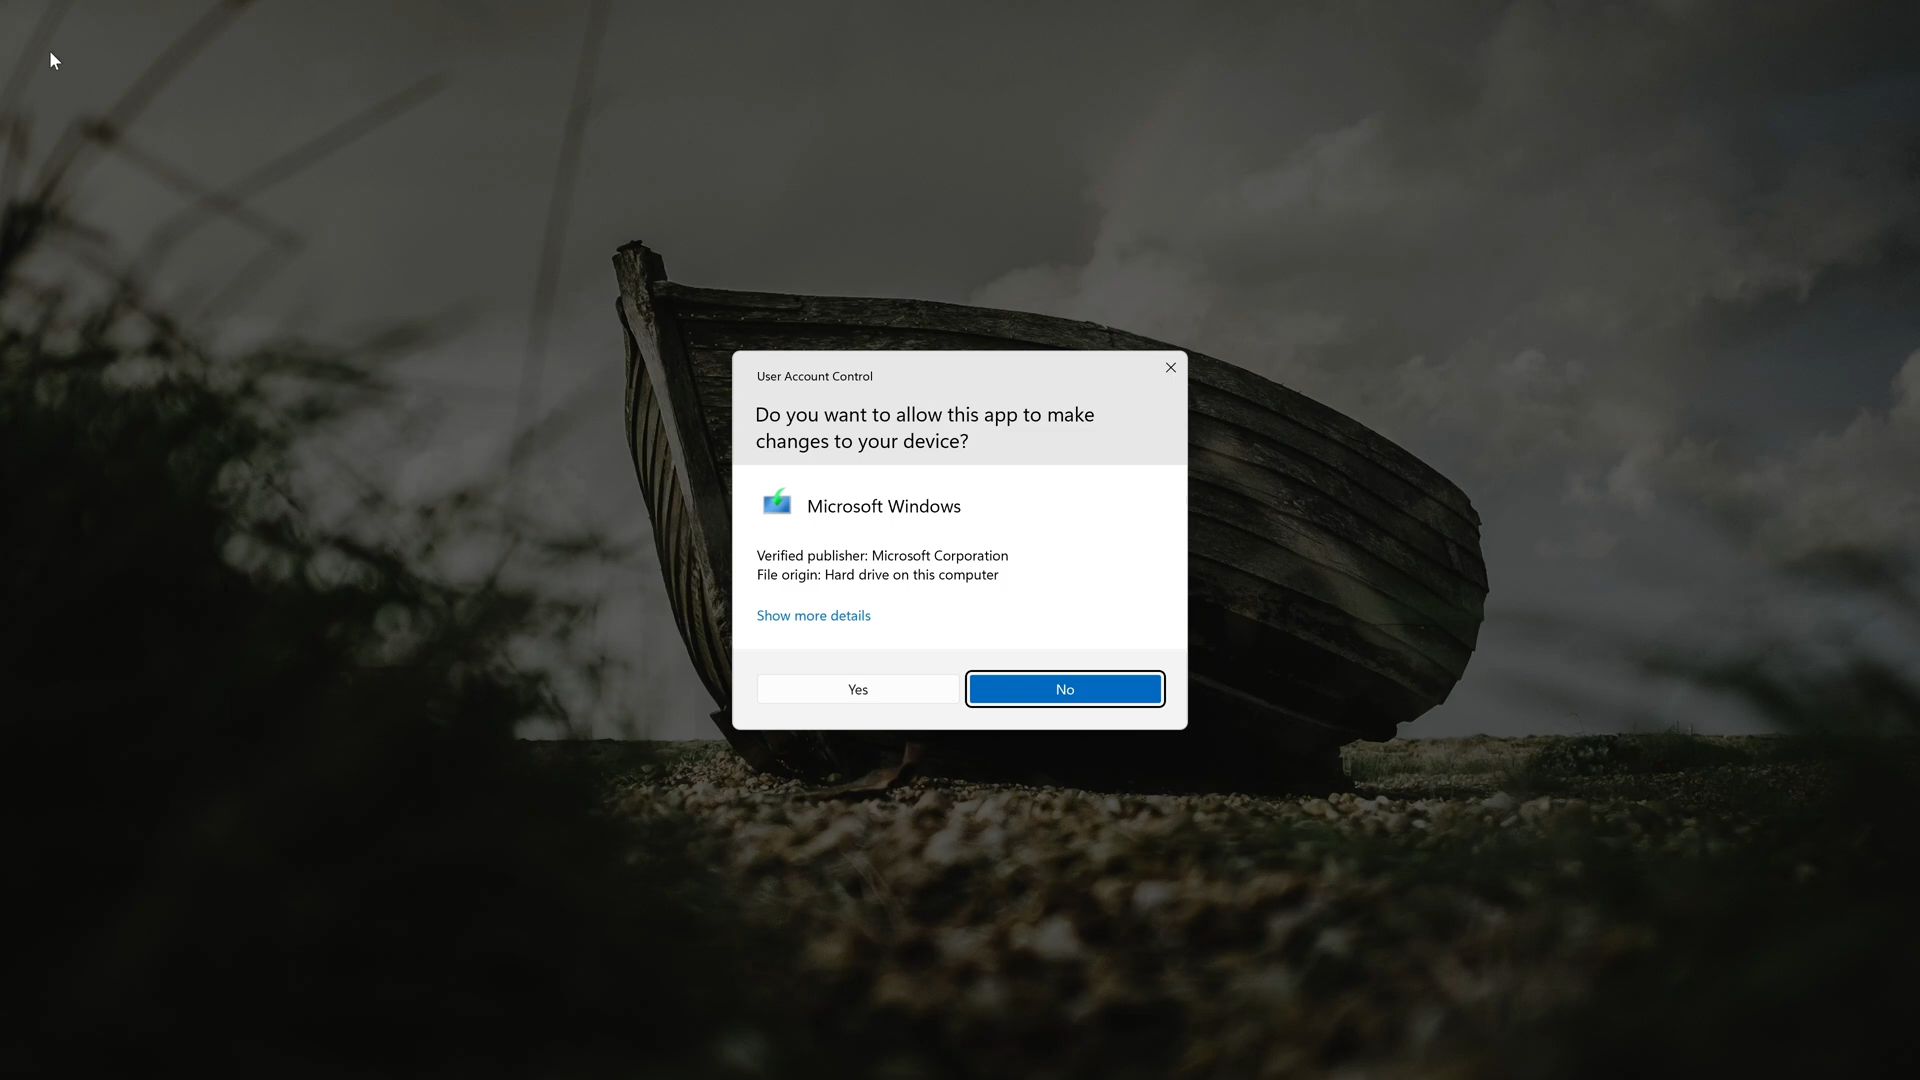 User Account Control
Do you want to allow this app to make
changes to your device?
Microsoft Windows
Verified publisher: Microsoft Corporation
File origin: Hard drive on this computer
Show more details
Yes
No